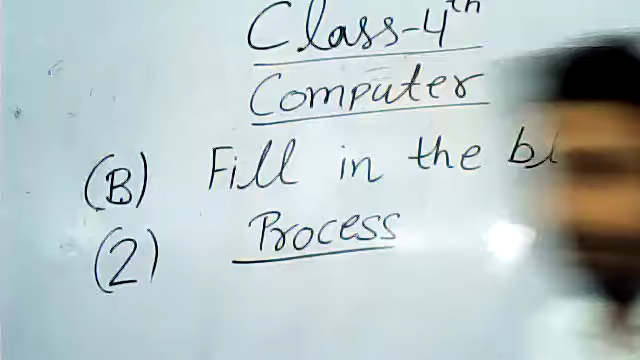 Class-4th
Computer
(B) Fill in the bl
(2) Process